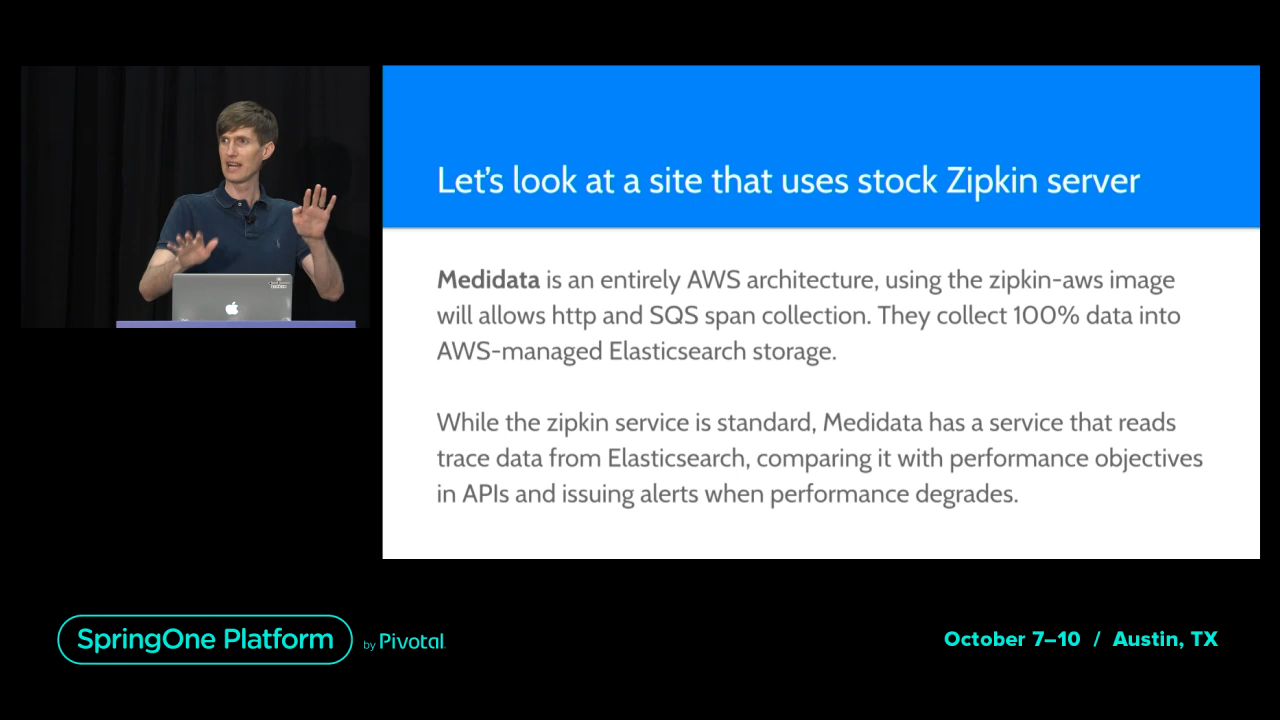 Let's look at a site that uses stock Zipkin server
Medidata is an entirely AWS architecture, using the zipkin-aws image
will allows http and SQS span collection. They collect 100% data into
AWS-managed Elasticsearch storage.
While the zipkin service is standard, Medidata has a service that reads
trace data from Elasticsearch, comparing it with performance objectives
in APIs and issuing alerts when performance degrades.
SpringOne Platform by Pivotal
October 7–10 / Austin, TX